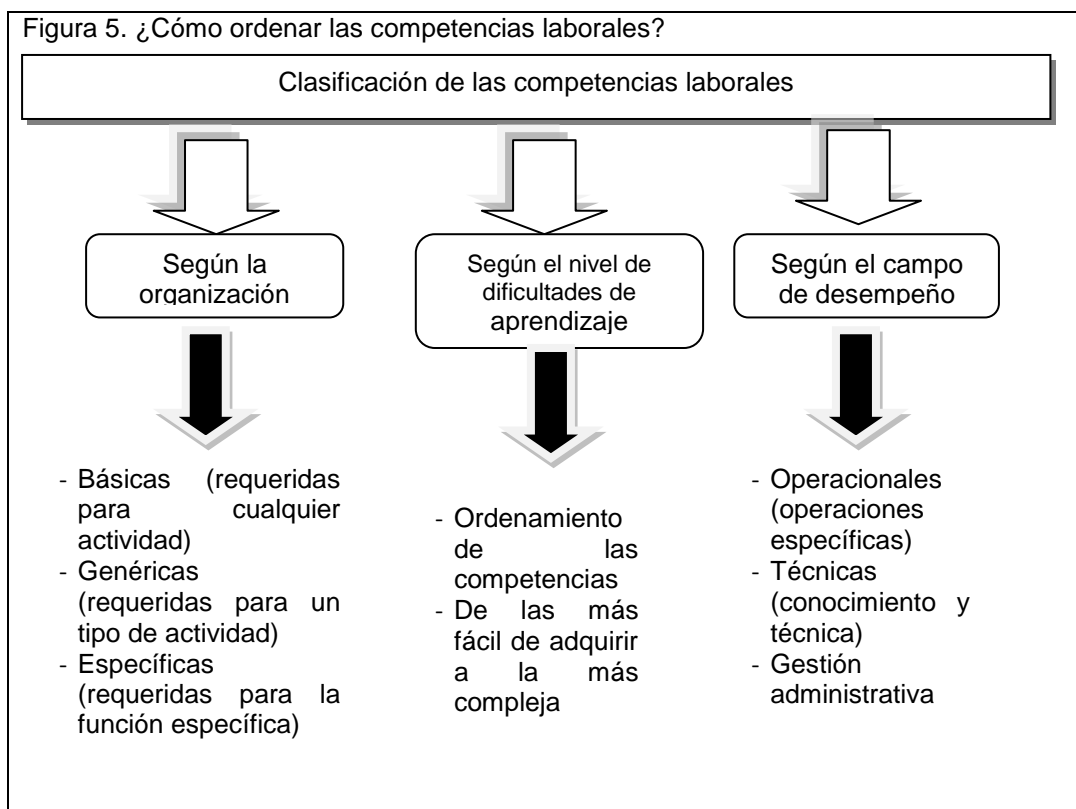 Figura 5. ¿Cómo ordenar las competencias laborales?
Clasificación de las competencias laborales
Según la
organización
Según el nivel de
dificultades de
aprendizaje
Según el campo
de desempeño
- Básicas (requeridas
para cualquier
actividad)
- Genéricas
(requeridas para un
tipo de actividad)
- Específicas
(requeridas para la
función específica)
- Ordenamiento
de las
competencias
- De las más
fácil de adquirir
a la más
compleja
- Operacionales
(operaciones
específicas)
- Técnicas
(conocimiento y
técnica)
- Gestión
administrativa